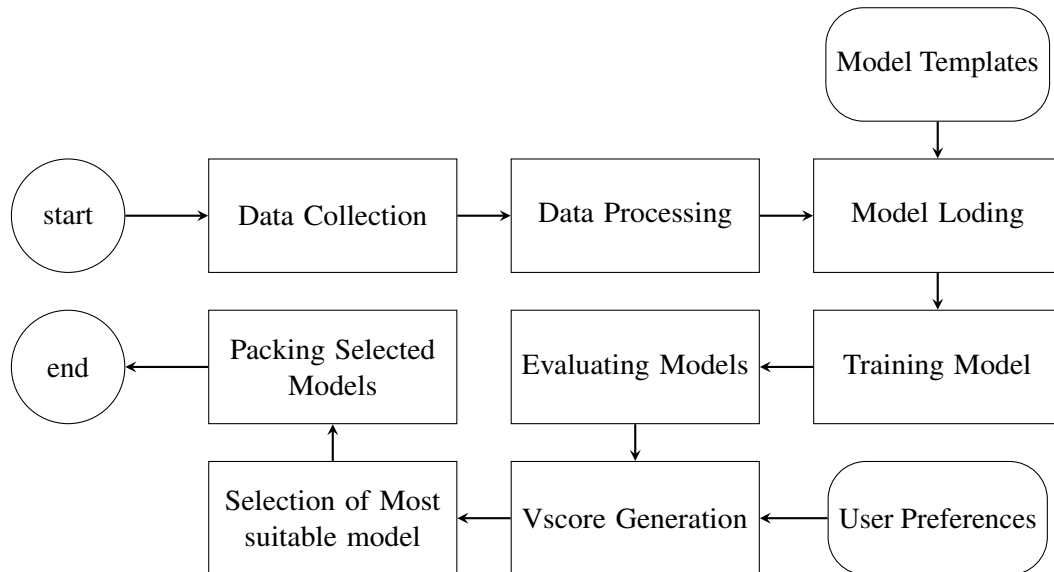 Model Templates
start
Data Collection
Data Processing
Model Loding
end
Packing Selected
Models
Evaluating Models
Training Model
Selection of Most
suitable model
Vscore Generation
User Preferences